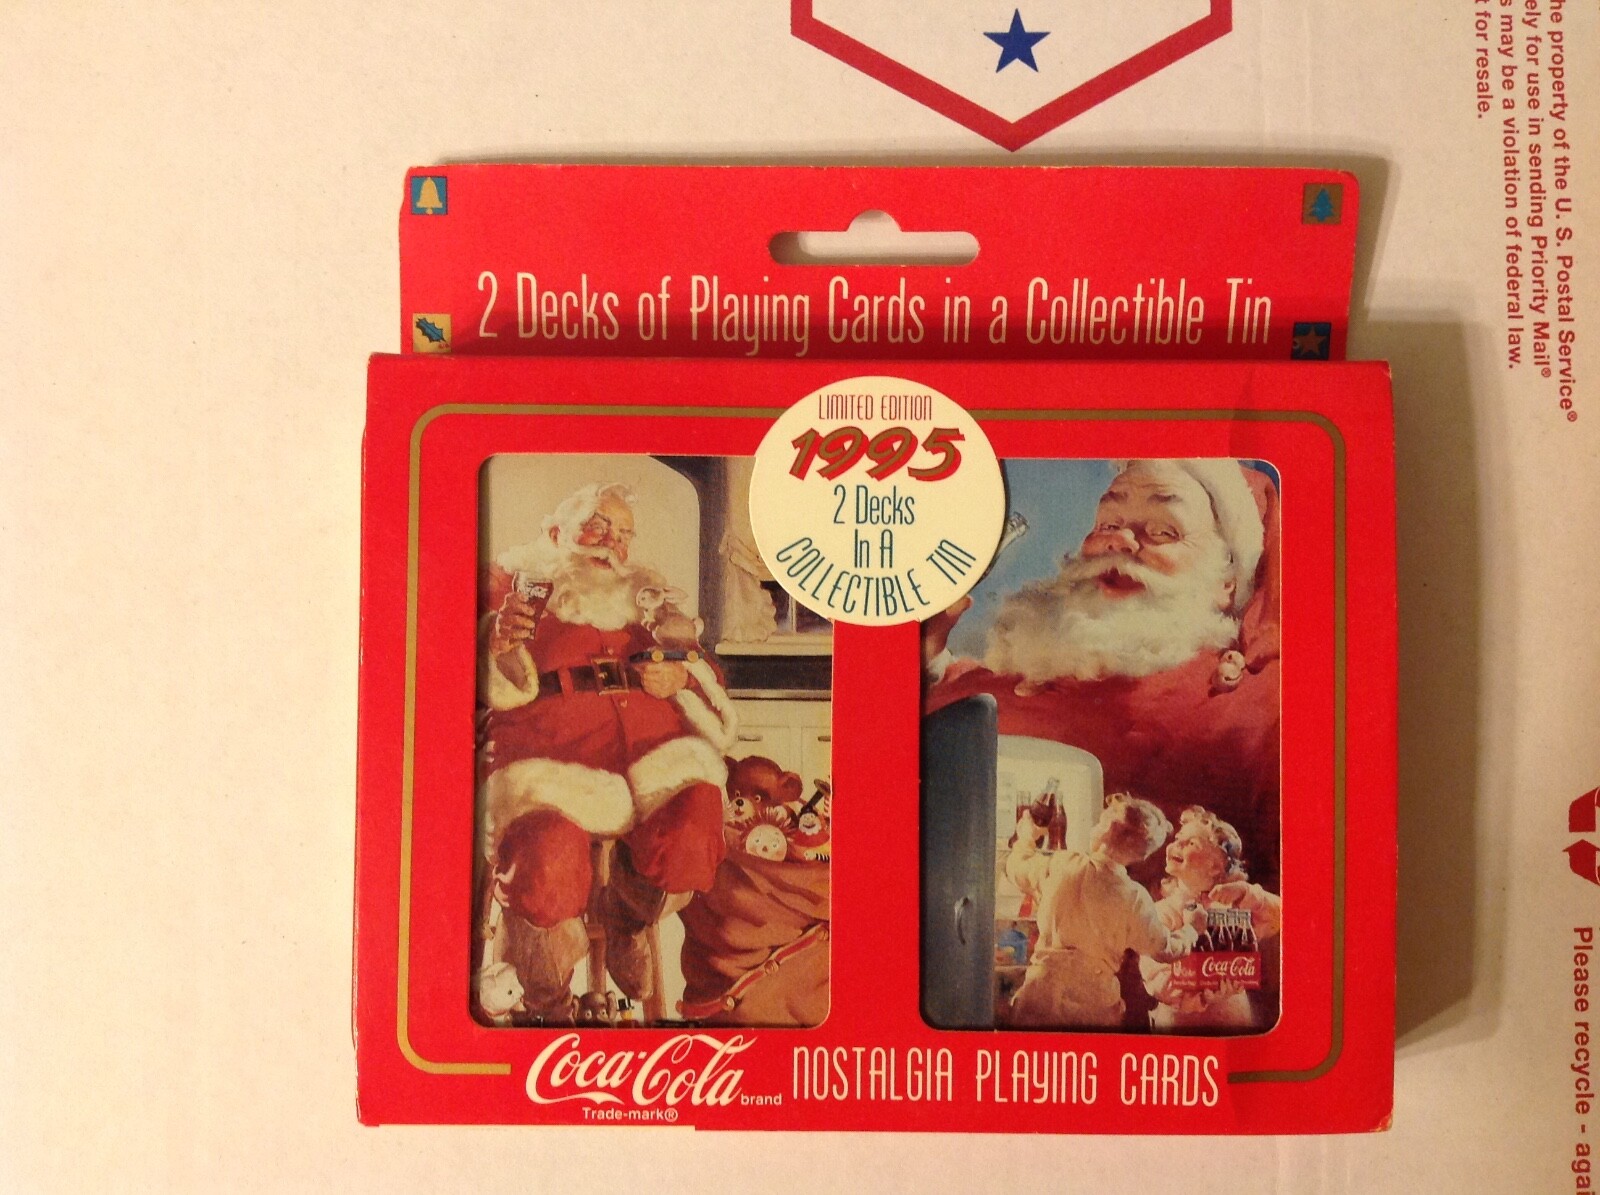 he property of the U.S. Postal Service®
ely for use in sending Priority Mail®
s may be a violation of federal law.
t for resale.
2 Decks of Playing Cards in a Collectible Tin
LIMITED EDITION
1995
2 Decks
In A
COLLECTIBLE TIN
Coca-Cola
Coca-Cola brand
Trade-mark®
NOSTALGIA PLAYING CARDS
Please recycle - agai